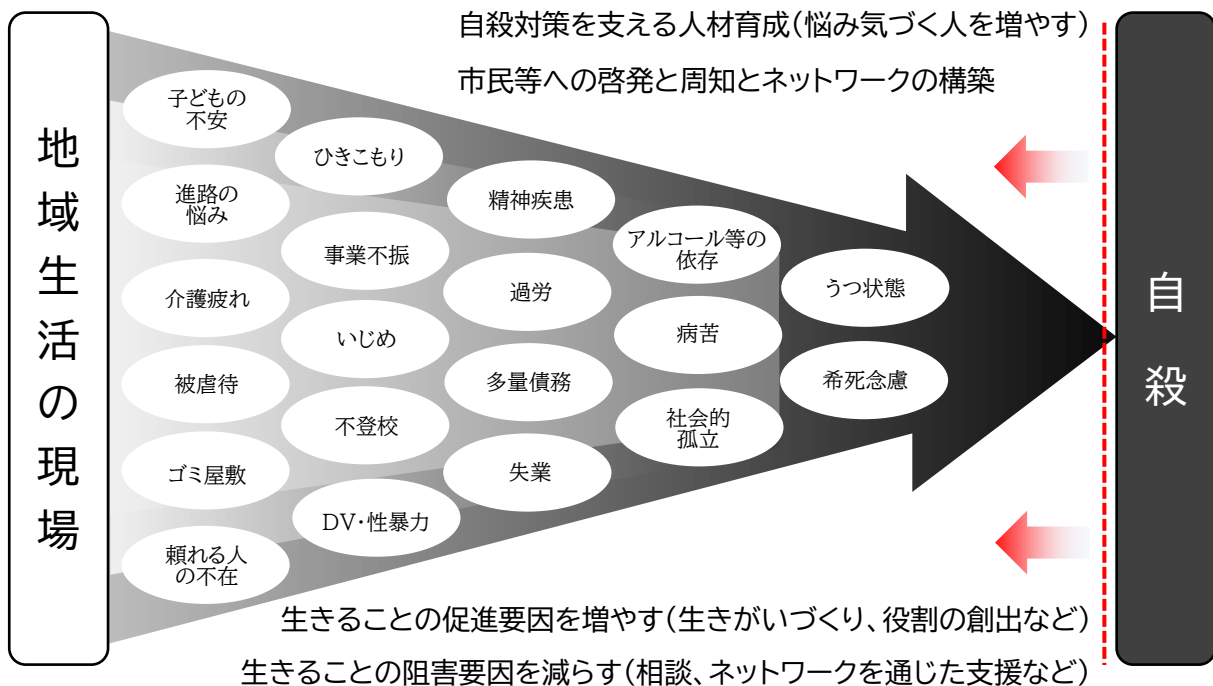 自殺対策を支える人材育成(悩み気づく人を増やす)
市民等への啓発と周知とネットワークの構築
地域生活の現場
子どもの
不安
進路の
悩み
介護疲れ
被虐待
ゴミ屋敷
頼れる人
の不在
ひきこもり
事業不振
いじめ
不登校
DV・性暴力
精神疾患
過労
多量債務
失業
アルコール等の
依存
病苦
社会的
孤立
うつ状態
希死念慮
自殺
生きることの促進要因を増やす(生きがいづくり、役割の創出など)
生きることの阻害要因を減らす(相談、ネットワークを通じた支援など)